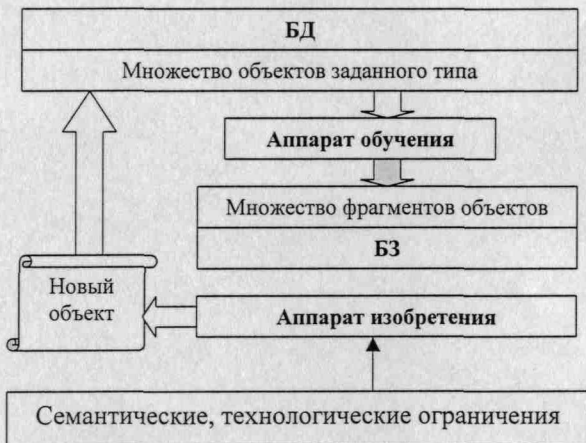 БД
Множество объектов заданного типа
Аппарат обучения
Множество фрагментов объектов
БЗ
Новый
объект
Аппарат изобретения
Семантические, технологические ограничения